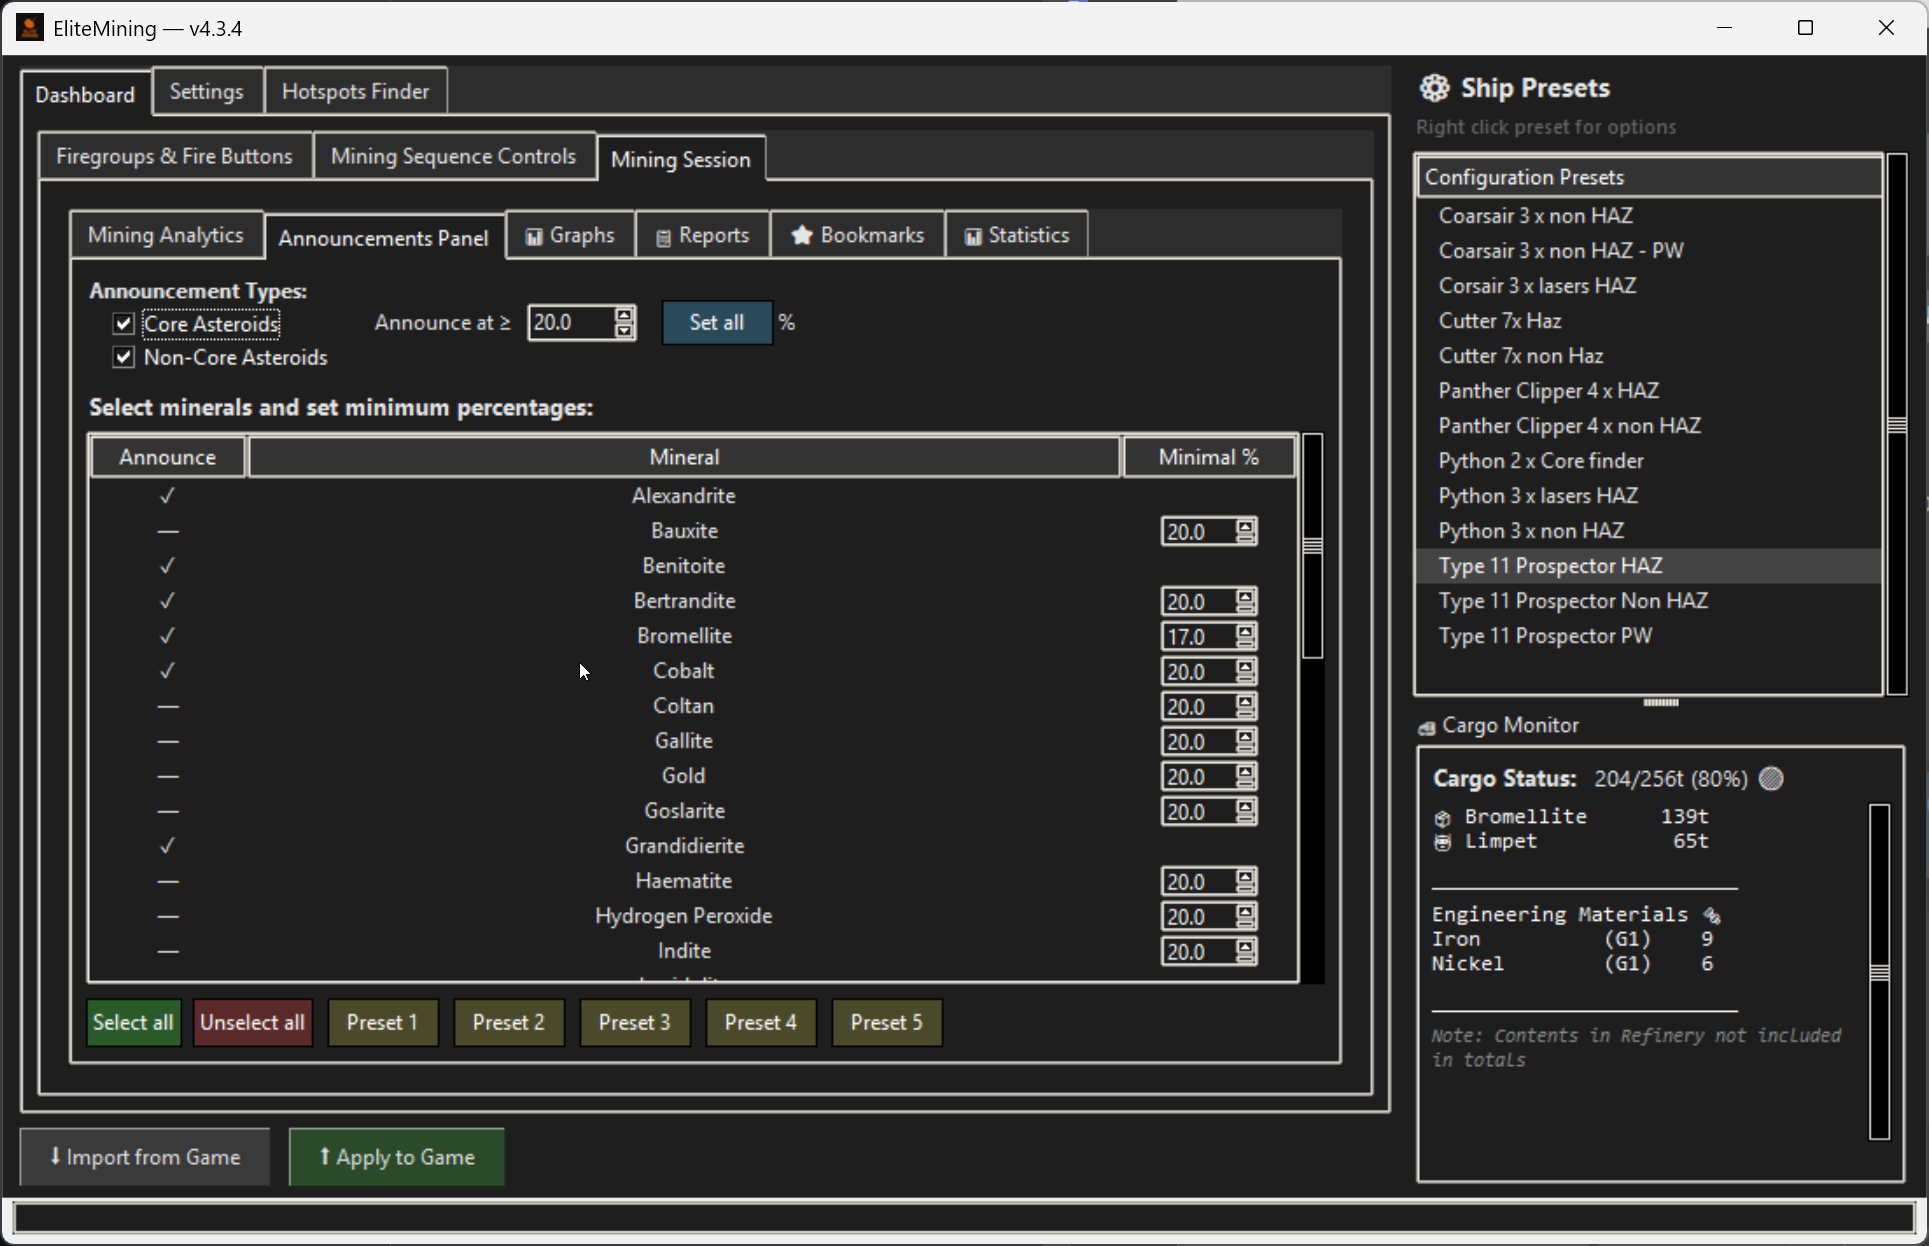 EliteMining — v4.3.4
Dashboard
Settings
Hotspots Finder
Firegroups & Fire Buttons
Mining Sequence Controls
Mining Session
Mining Analytics
Announcements Panel
Graphs
Reports
Bookmarks
Statistics
Announcement Types:
Core Asteroids
Announce at ≥ 20.0 Set all %
Non-Core Asteroids
Select minerals and set minimum percentages:
Announce Mineral Minimal %
✓ Alexandrite
— Bauxite 20.0
✓ Benitoite
✓ Bertrandite 20.0
✓ Bromellite 17.0
✓ Cobalt 20.0
— Coltan 20.0
— Gallite 20.0
— Gold 20.0
— Goslarite 20.0
✓ Grandidierite
— Haematite 20.0
— Hydrogen Peroxide 20.0
— Indite 20.0
Select all
Unselect all
Preset 1
Preset 2
Preset 3
Preset 4
Preset 5
⭣ Import from Game
⭡ Apply to Game
Ship Presets
Right click preset for options
Configuration Presets
Coarsair 3 x non HAZ
Coarsair 3 x non HAZ - PW
Corsair 3 x lasers HAZ
Cutter 7x Haz
Cutter 7x non Haz
Panther Clipper 4 x HAZ
Panther Clipper 4 x non HAZ
Python 2 x Core finder
Python 3 x lasers HAZ
Python 3 x non HAZ
Type 11 Prospector HAZ
Type 11 Prospector Non HAZ
Type 11 Prospector PW
Cargo Monitor
Cargo Status: 204/256t (80%)
Bromellite 139t
Limpet 65t
Engineering Materials
Iron (G1) 9
Nickel (G1) 6
Note: Contents in Refinery not included
in totals